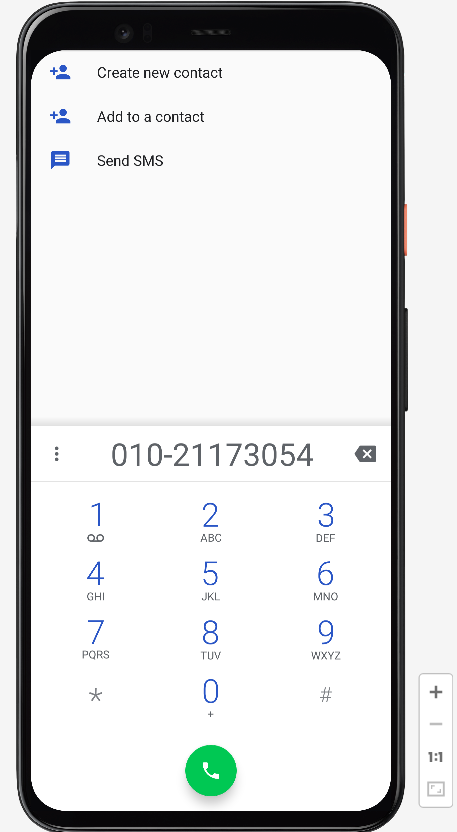 Create new contact
Add to a contact
Send SMS
010-21173054
1 2 3
ABC DEF
4 5 6
GHI JKL MNO
7 8 9
PQRS TUV WXYZ
* 0 #
+
1:1